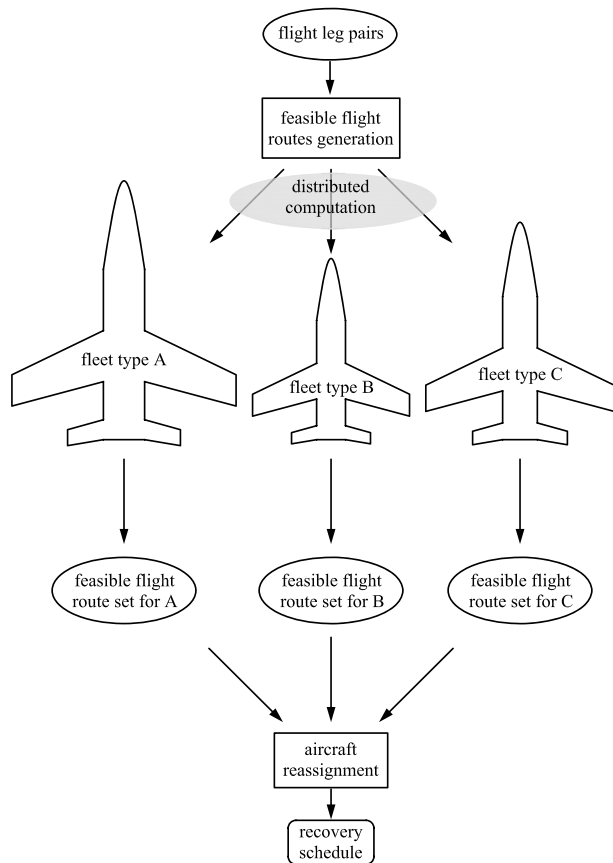 flight leg pairs
feasible flight
routes generation
distributed
computation
fleet type A
fleet type B
fleet type C
feasible flight
route set for A
feasible flight
route set for B
feasible flight
route set for C
aircraft
reassignment
recovery
schedule